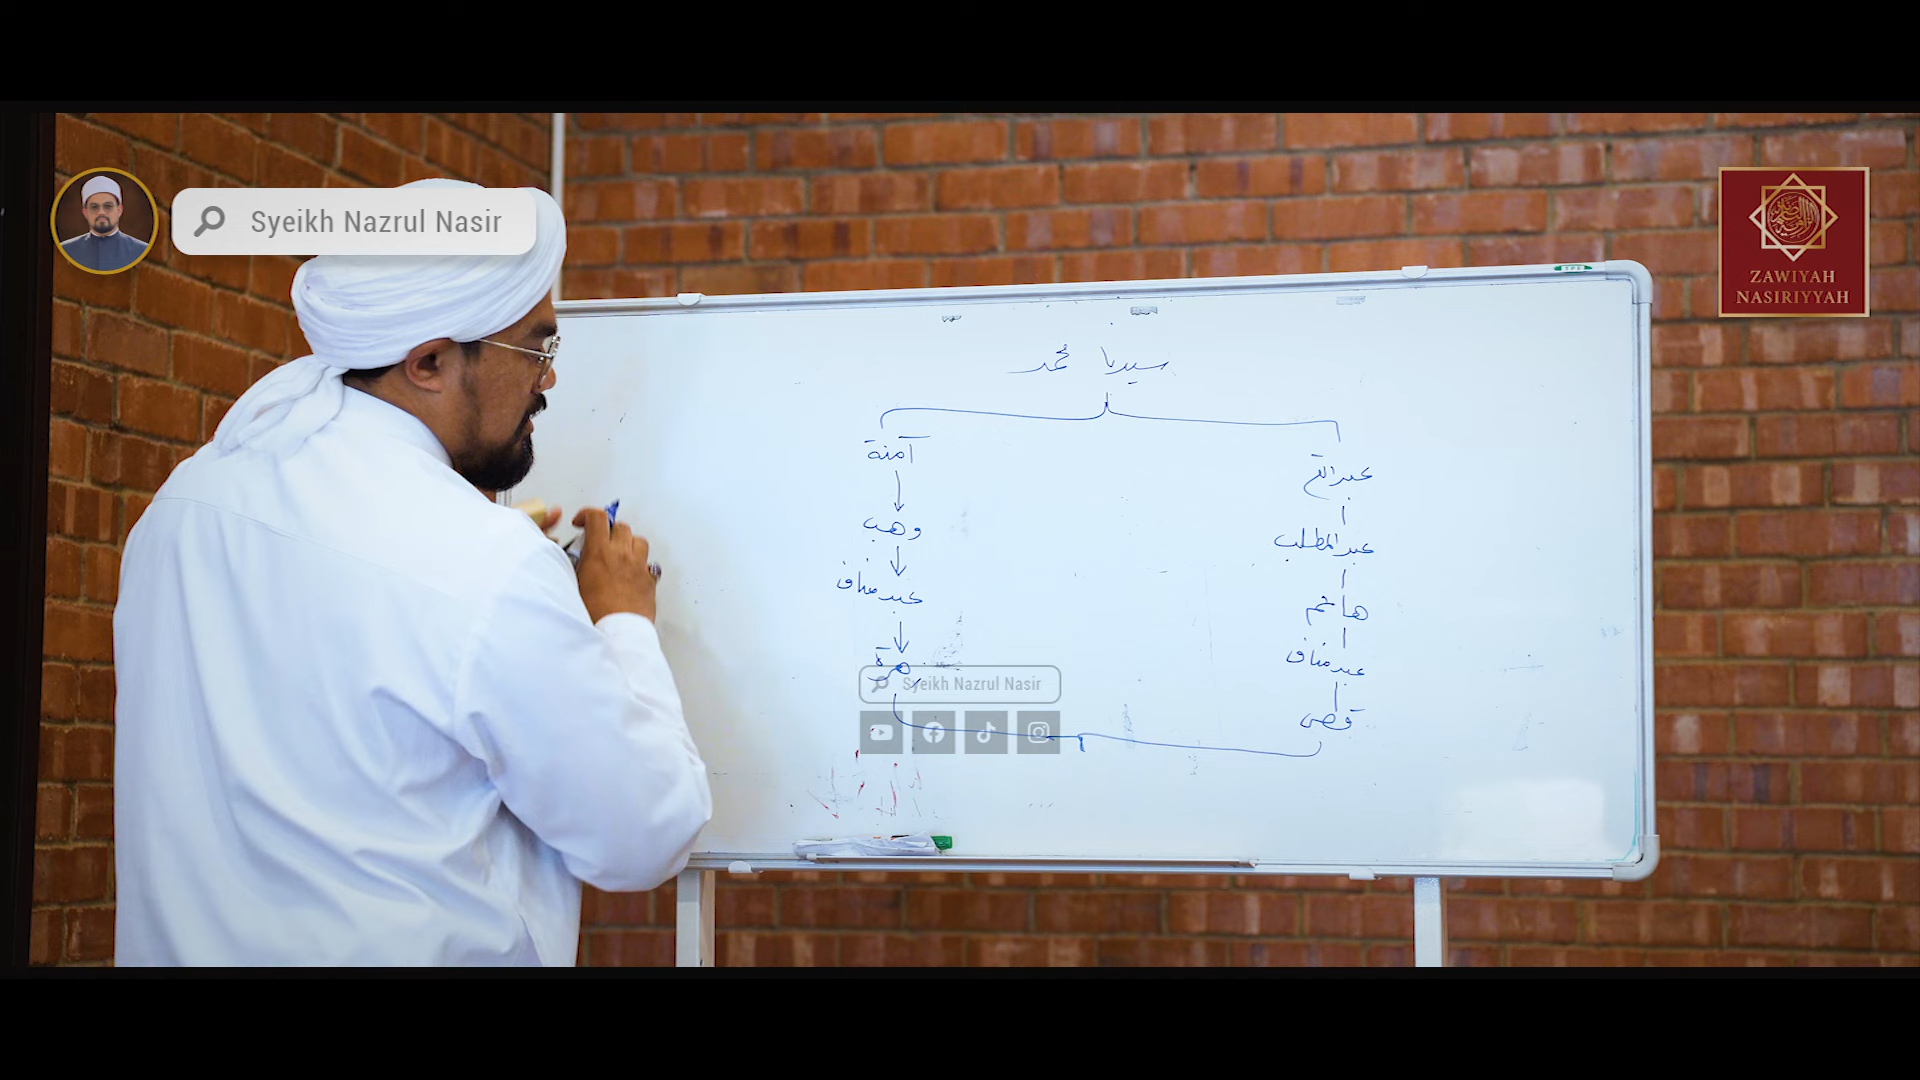 Syeikh Nazrul Nasir
ZAWIYAH
NASIRIYYAH
سيدنا محمد
عبد الله
عبد المطلب
هاشم
عبد مناف
قصي
آمنة
وهب
عبد مناف
زهرة
Syeikh Nazrul Nasir